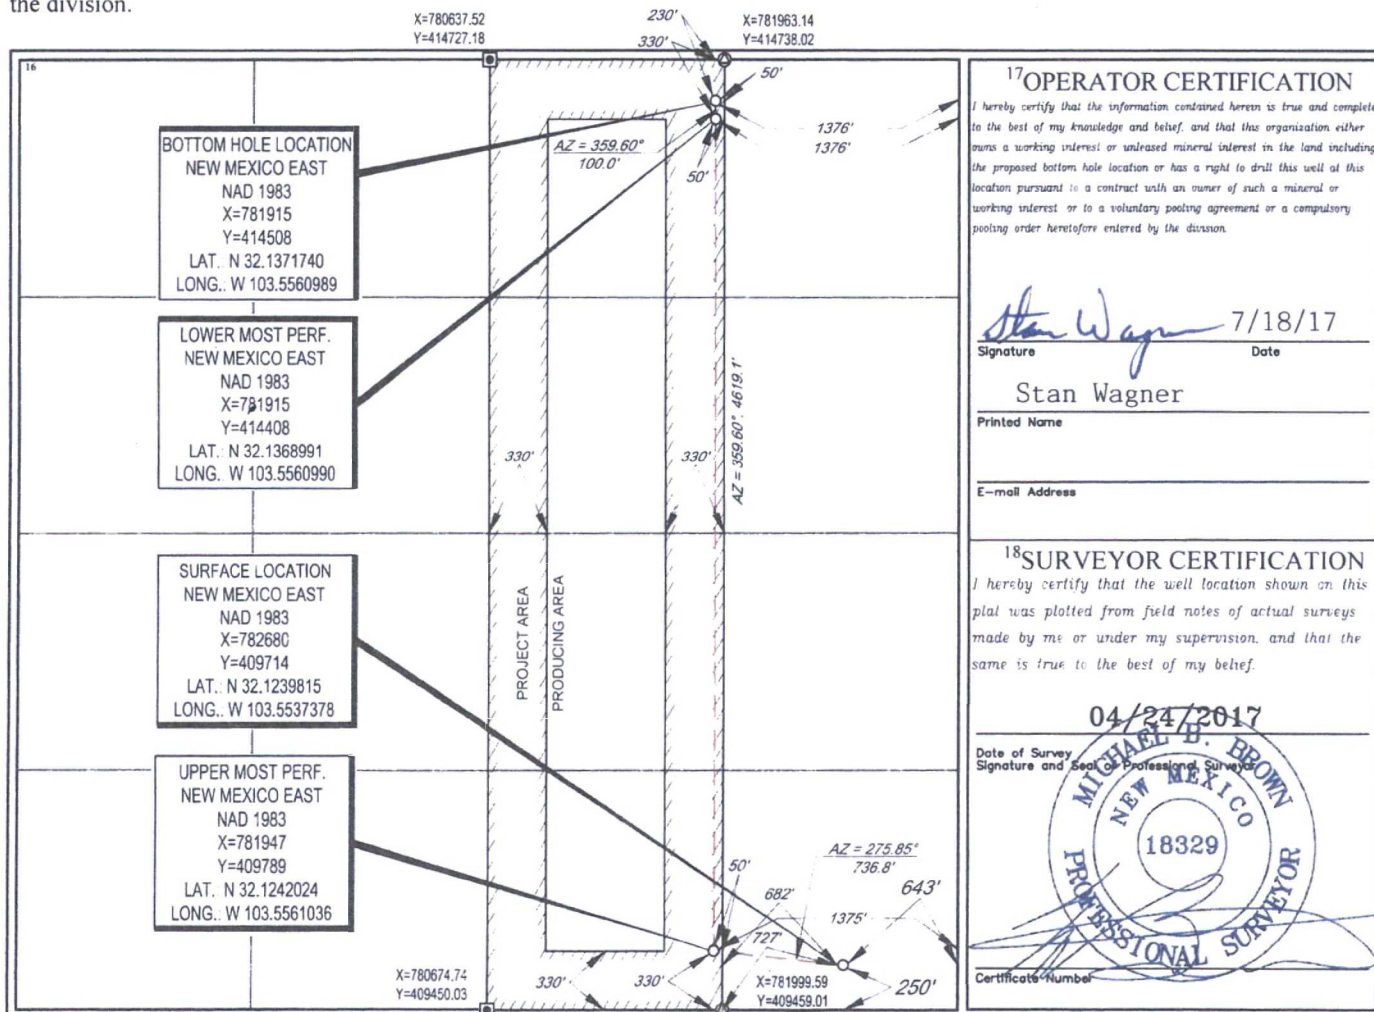 the division.
X=780637.52
Y=414727.18
230'
330'
X=781963.14
Y=414738.02
16
50'
1376'
1376'
AZ = 359.60°
100.0'
50'
BOTTOM HOLE LOCATION
NEW MEXICO EAST
NAD 1983
X=781915
Y=414508
LAT.: N 32.1371740
LONG.: W 103.5560989
LOWER MOST PERF.
NEW MEXICO EAST
NAD 1983
X=781915
Y=414408
LAT.: N 32.1368991
LONG.: W 103.5560990
330'
330'
AZ = 359.60° 4619.1'
SURFACE LOCATION
NEW MEXICO EAST
NAD 1983
X=782680
Y=409714
LAT.: N 32.1239815
LONG.: W 103.5537378
PROJECT AREA
PRODUCING AREA
UPPER MOST PERF.
NEW MEXICO EAST
NAD 1983
X=781947
Y=409789
LAT.: N 32.1242024
LONG.: W 103.5561036
AZ = 275.85°
736.8'
50'
682'
643'
1375'
727'
X=780674.74
Y=409450.03
330'
330'
X=781999.59
Y=409459.01
250'
17 OPERATOR CERTIFICATION
I hereby certify that the information contained herein is true and complete
to the best of my knowledge and belief, and that this organization either
owns a working interest or unleased mineral interest in the land including
the proposed bottom hole location or has a right to drill this well at this
location pursuant to a contract with an owner of such a mineral or
working interest, or to a voluntary pooling agreement or a compulsory
pooling order heretofore entered by the division.
Stan Wagner 7/18/17
Signature Date
Stan Wagner
Printed Name
E-mail Address
18 SURVEYOR CERTIFICATION
I hereby certify that the well location shown on this
plat was plotted from field notes of actual surveys
made by me or under my supervision, and that the
same is true to the best of my belief.
04/24/2017
Date of Survey
Signature and Seal of Professional Surveyor
MICHAEL B. BROWN
NEW MEXICO
18329
PROFESSIONAL SURVEYOR
Certificate Number